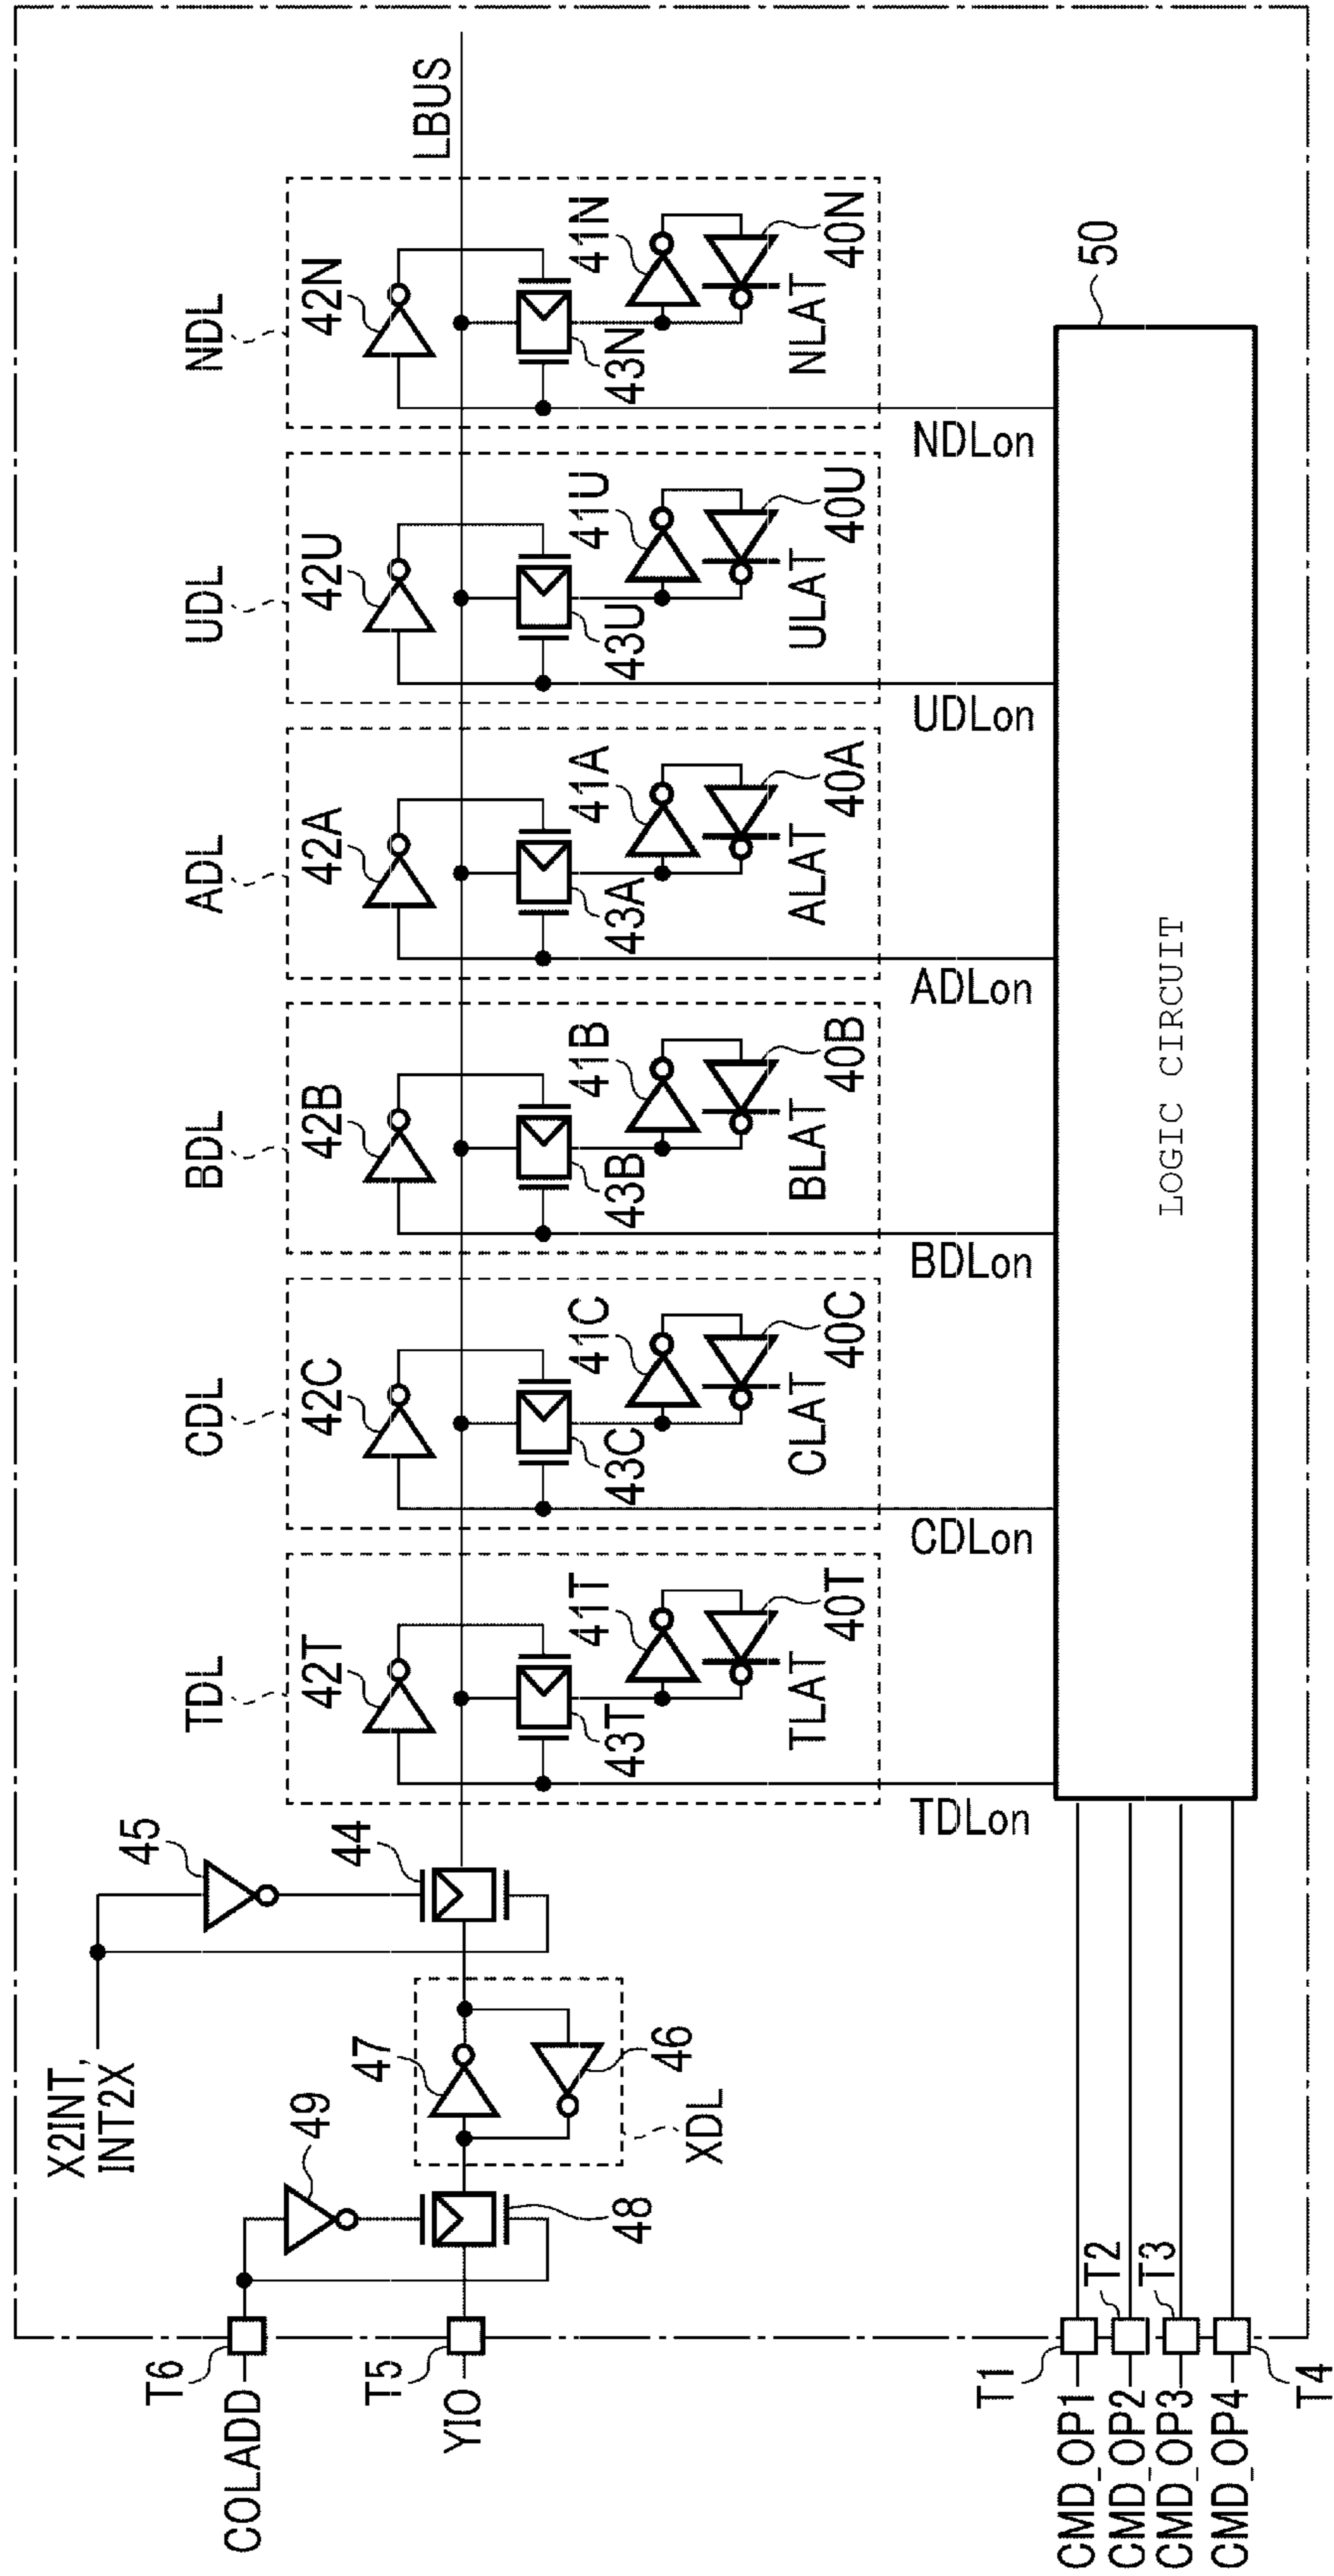 LBUS
NDL
42N
43N
41N
40N
NLAT
NDLon
UDL
42U
43U
41U
40U
ULAT
UDLon
ADL
42A
43A
41A
40A
ALAT
ADLon
BDL
42B
43B
41B
40B
BLAT
BDLon
CDL
42C
43C
41C
40C
CLAT
CDLon
TDL
42T
43T
41T
40T
TLAT
TDLon
50
LOGIC CIRCUIT
45
44
X2INT,
INT2X
47
46
XDL
49
48
T6
COLADD
T5
YIO
T1
CMD_OP1
T2
CMD_OP2
T3
CMD_OP3
T4
CMD_OP4